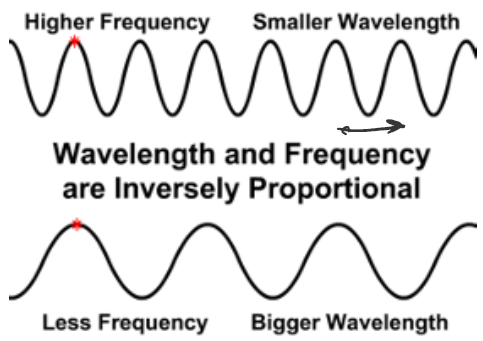 Higher Frequency Smaller Wavelength
Wavelength and Frequency
are Inversely Proportional
Less Frequency Bigger Wavelength